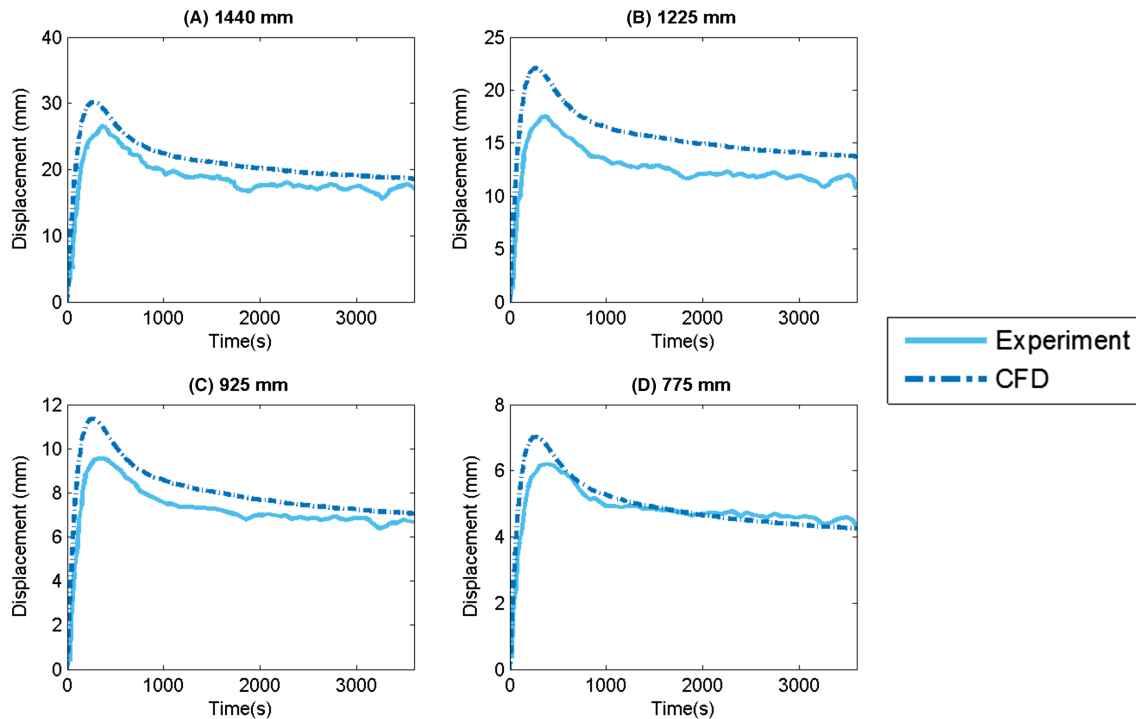 (A) 1440 mm
40
30
20
10
0
Displacement (mm)
0 1000 2000 3000
Time(s)
(B) 1225 mm
25
20
15
10
5
0
Displacement (mm)
0 1000 2000 3000
Time(s)
Experiment
CFD
(C) 925 mm
12
10
8
6
4
2
0
Displacement (mm)
0 1000 2000 3000
Time(s)
(D) 775 mm
8
6
4
2
0
Displacement (mm)
0 1000 2000 3000
Time(s)